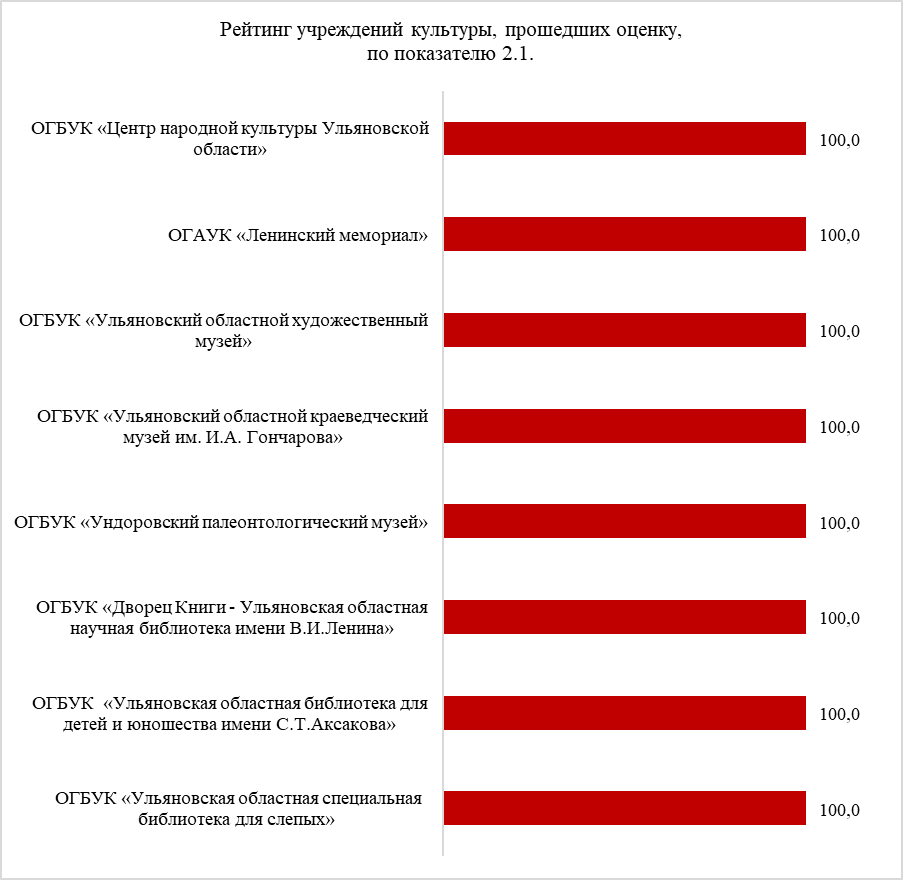 Рейтинг учреждений культуры, прошедших оценку,
по показателю 2.1.
ОГБУК «Центр народной культуры Ульяновской
области»
100,0
ОГАУК «Ленинский мемориал»
100,0
ОГБУК «Ульяновский областной художественный
музей»
100,0
ОГБУК «Ульяновский областной краеведческий
музей им. И.А. Гончарова»
100,0
ОГБУК «Ундоровский палеонтологический музей»
100,0
ОГБУК «Дворец Книги - Ульяновская областная
научная библиотека имени В.И.Ленина»
100,0
ОГБУК «Ульяновская областная библиотека для
детей и юношества имени С.Т.Аксакова»
100,0
ОГБУК «Ульяновская областная специальная
библиотека для слепых»
100,0